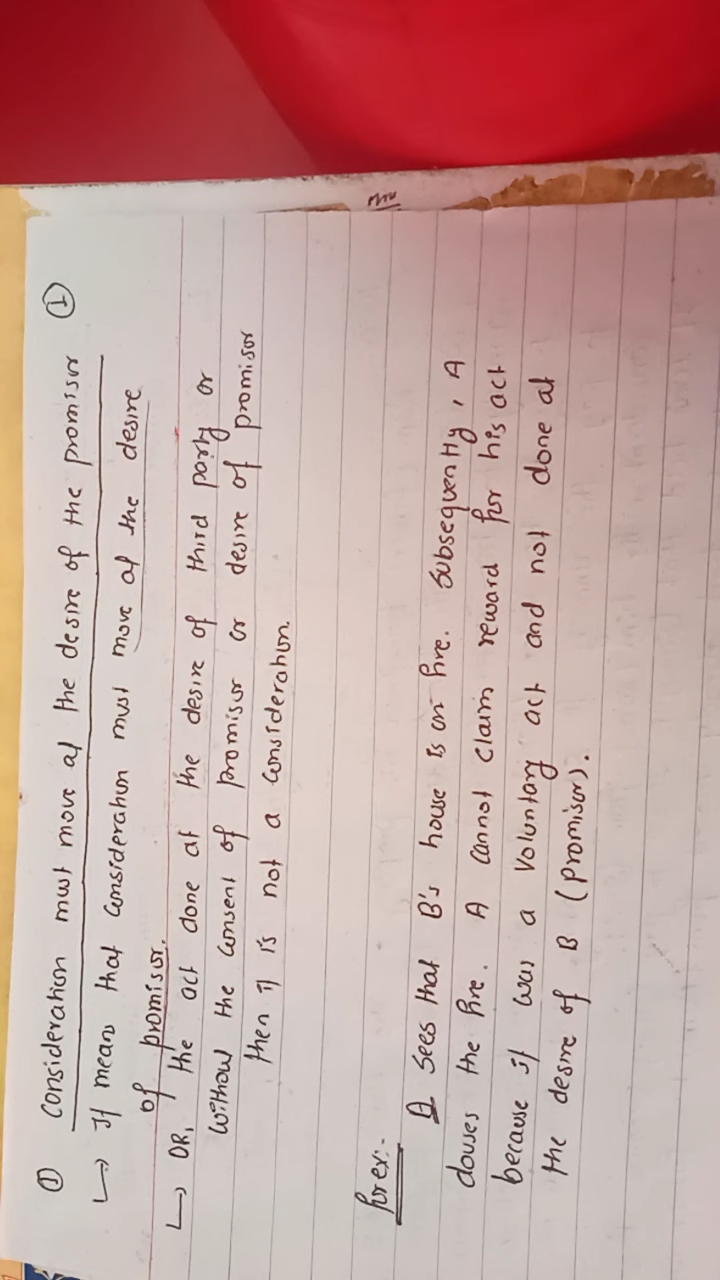 ① Consideration must move at the desire of the promisor ①
↳ It means that consideration must move at the desire
of promisor.
↳ OR, the act done at the desire of third party or
without the consent of promisor or desire of promisor
then it is not a consideration.
for ex:-
A sees that B's house is on fire. Subsequently, A
douses the fire. A cannot claim reward for his act
because it was a voluntary act and not done at
the desire of B (promisor).